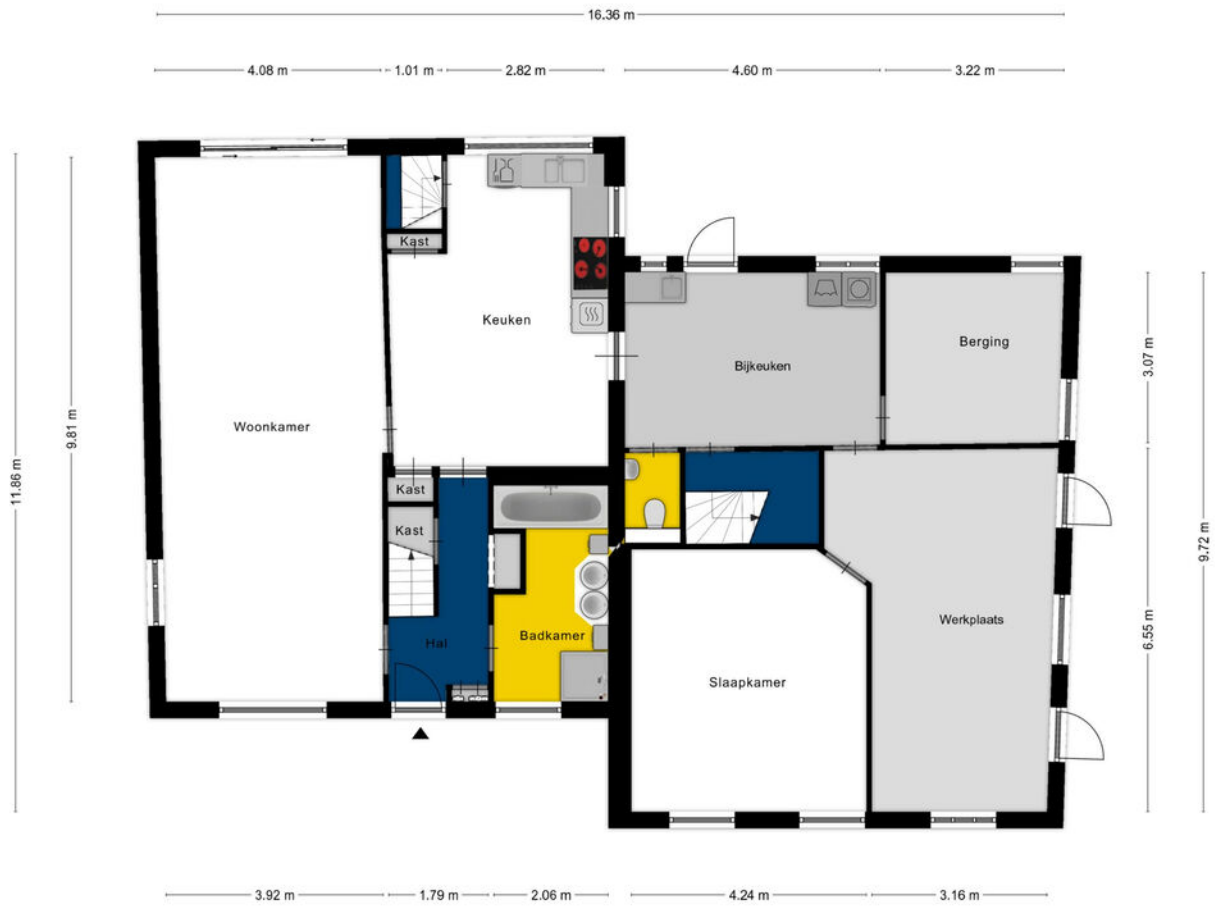 16.36 m
4.08 m
1.01 m
2.82 m
4.60 m
3.22 m
Kast
Keuken
Berging
Bijkeuken
3.07 m
9.81 m
Woonkamer
11.86 m
Kast
Kast
9.72 m
Werkplaats
Badkamer
Hal
6.55 m
Slaapkamer
3.92 m
1.79 m
2.06 m
4.24 m
3.16 m